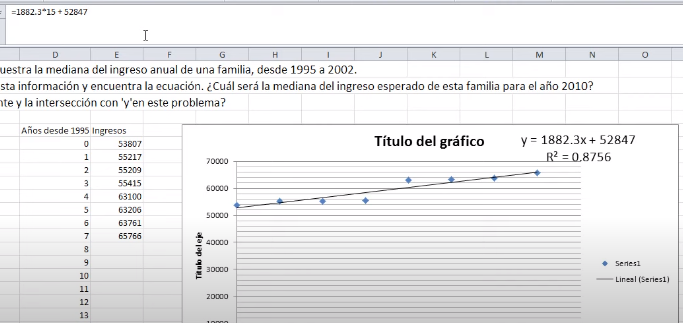 =1882.3*15 + 52847
D E F G H I J K L M N O
uestra la mediana del ingreso anual de una familia, desde 1995 a 2002.
sta información y encuentra la ecuación. ¿Cuál será la mediana del ingreso esperado de esta familia para el año 2010?
nte y la intersección con 'y'en este problema?
Años desde 1995 Ingresos
0 53807
1 55217
2 55209
3 55415
4 63100
5 63206
6 63761
7 65766
8
9
10
11
12
13
Título del gráfico
y = 1882.3x + 52847
R² = 0.8756
70000
60000
50000
40000
30000
20000
10000
Título del eje
Series1
Lineal (Series1)